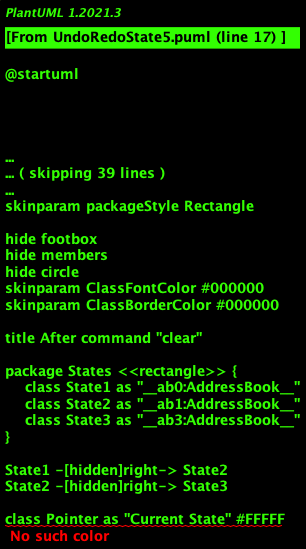 PlantUML 1.2021.3
[From UndoRedoState5.puml (line 17) ]
@startuml
...
... ( skipping 39 lines )
...
skinparam packageStyle Rectangle
hide footbox
hide members
hide circle
skinparam ClassFontColor #000000
skinparam ClassBorderColor #000000
title After command "clear"
package States <<rectangle>> {
class State1 as "__ab0:AddressBook__"
class State2 as "__ab1:AddressBook__"
class State3 as "__ab3:AddressBook__"
}
State1 -[hidden]right-> State2
State2 -[hidden]right-> State3
class Pointer as "Current State" #FFFFF
No such color